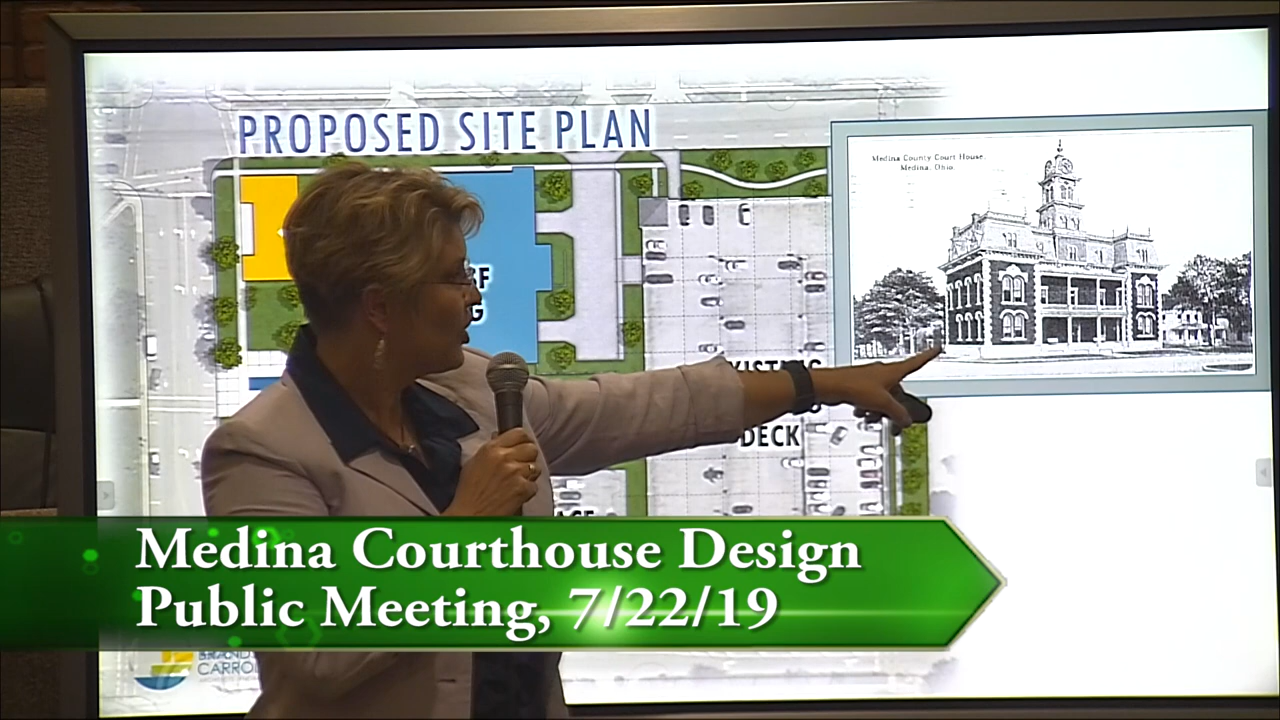 PROPOSED SITE PLAN
Medina County Court House.
Medina, Ohio
DECK
Medina Courthouse Design
Public Meeting, 7/22/19